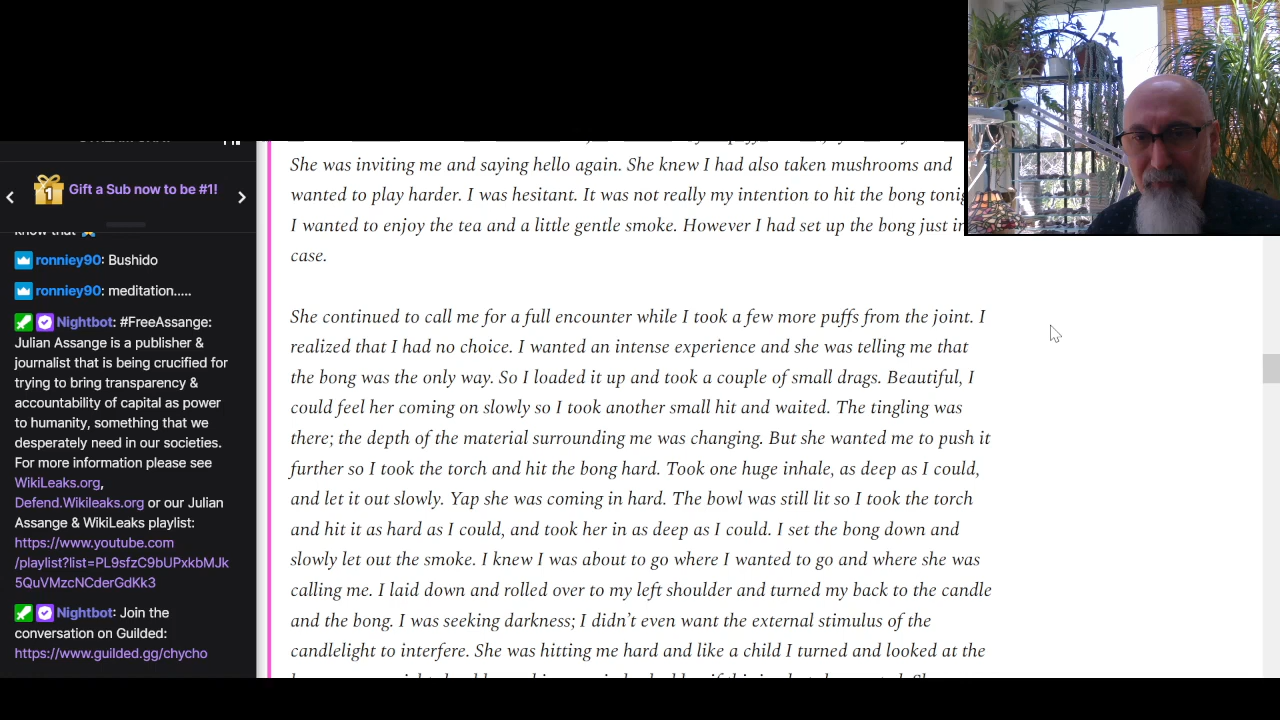 Gift a Sub now to be #1!
1
know that
ronniey90: Bushido
ronniey90: meditation.....
Nightbot: #FreeAssange:
Julian Assange is a publisher &
journalist that is being crucified for
trying to bring transparency &
accountability of capital as power
to humanity, something that we
desperately need in our societies.
For more information please see
WikiLeaks.org,
Defend.Wikileaks.org or our Julian
Assange & WikiLeaks playlist:
https://www.youtube.com
/playlist?list=PL9sfzC9bUPxkbMJk
5QuVMzcNCderGdKk3
Nightbot: Join the
conversation on Guilded:
https://www.guilded.gg/chycho
She was inviting me and saying hello again. She knew I had also taken mushrooms and
wanted to play harder. I was hesitant. It was not really my intention to hit the bong
I wanted to enjoy the tea and a little gentle smoke. However I had set up the bong just in
case.
She continued to call me for a full encounter while I took a few more puffs from the joint. I
realized that I had no choice. I wanted an intense experience and she was telling me that
the bong was the only way. So I loaded it up and took a couple of small drags. Beautiful, I
could feel her coming on slowly so I took another small hit and waited. The tingling was
there; the depth of the material surrounding me was changing. But she wanted me to push it
further so I took the torch and hit the bong hard. Took one huge inhale, as deep as I could,
and let it out slowly. Yap she was coming in hard. The bowl was still lit so I took the torch
and hit it as hard as I could, and took her in as deep as I could. I set the bong down and
slowly let out the smoke. I knew I was about to go where I wanted to go and where she was
calling me. I laid down and rolled over to my left shoulder and turned my back to the candle
and the bong. I was seeking darkness; I didn't even want the external stimulus of the
candlelight to interfere. She was hitting me hard and like a child I turned and looked at the